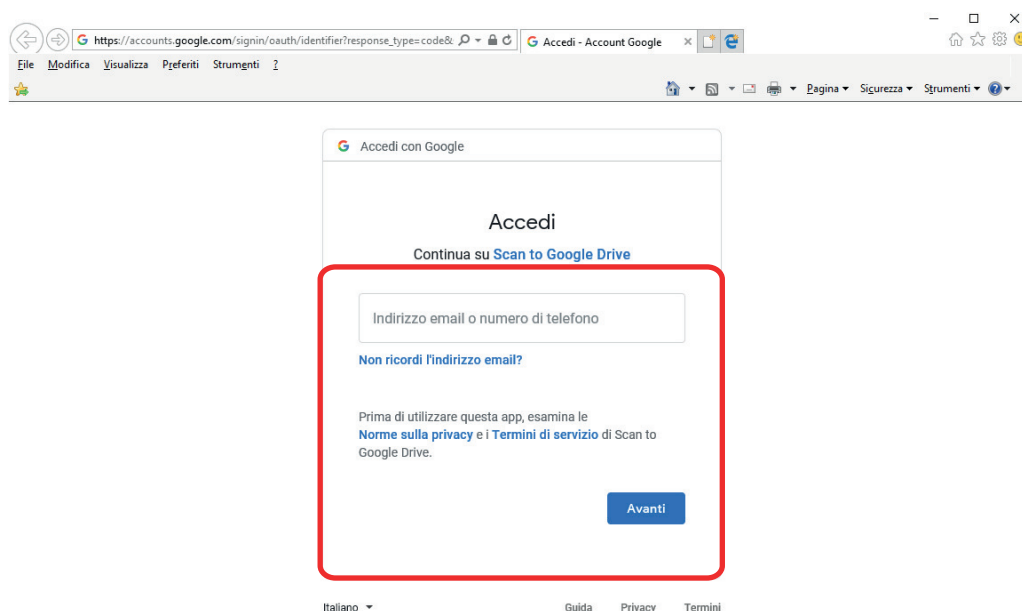 https://accounts.google.com/signin/oauth/identifier?response_type=code&
Accedi - Account Google
File Modifica Visualizza Preferiti Strumenti ?
Pagina Sicurezza Strumenti
Accedi con Google
Accedi
Continua su Scan to Google Drive
Indirizzo email o numero di telefono
Non ricordi l'indirizzo email?
Prima di utilizzare questa app, esamina le
Norme sulla privacy e i Termini di servizio di Scan to
Google Drive.
Avanti
Italiano Guida Privacy Termini